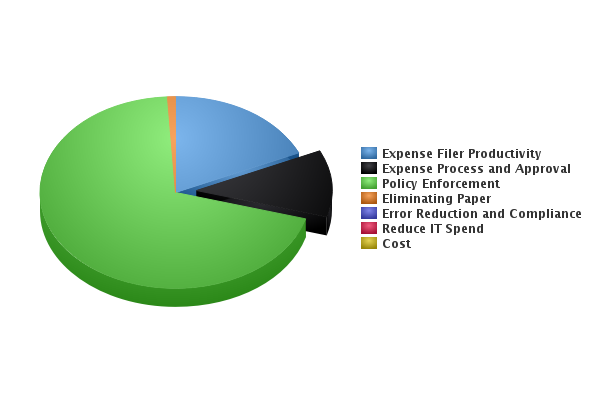 Expense Filer Productivity
Expense Process and Approval
Policy Enforcement
Eliminating Paper
Error Reduction and Compliance
Reduce IT Spend
Cost